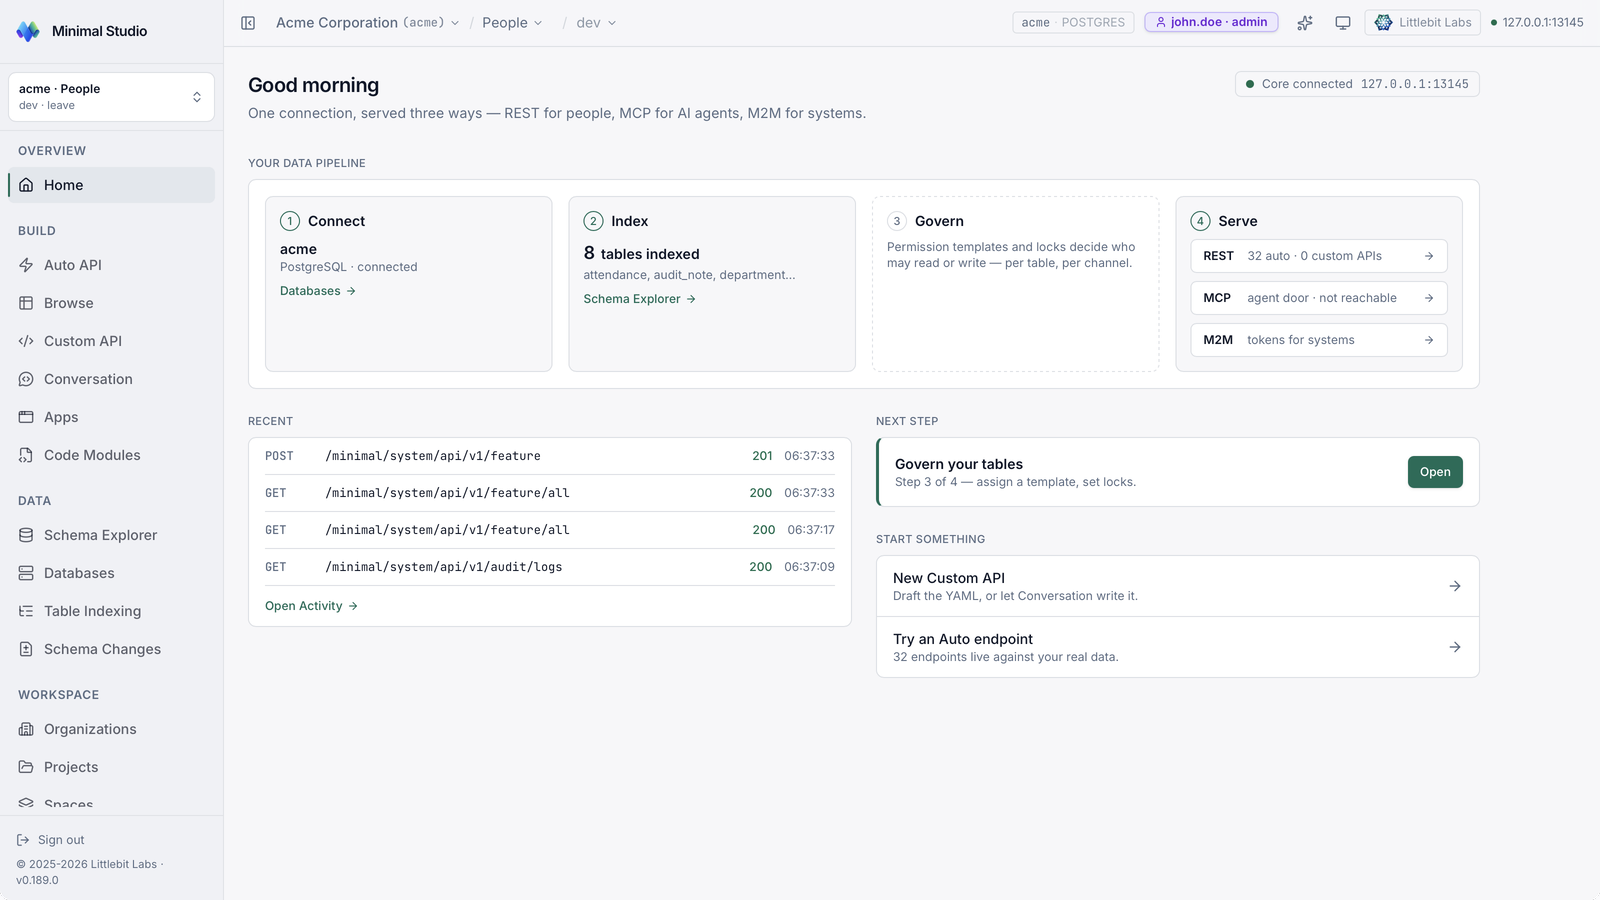 Minimal Studio
acme · People
dev · leave
OVERVIEW
Home
BUILD
Auto API
Browse
Custom API
Conversation
Apps
Code Modules
DATA
Schema Explorer
Databases
Table Indexing
Schema Changes
WORKSPACE
Organizations
Projects
Spaces
Sign out
© 2025-2026 Littlebit Labs ·
v0.189.0
Acme Corporation (acme) / People / dev
acme · POSTGRES
john.doe · admin
Littlebit Labs
127.0.0.1:13145
Good morning
One connection, served three ways — REST for people, MCP for AI agents, M2M for systems.
Core connected 127.0.0.1:13145
YOUR DATA PIPELINE
1 Connect
acme
PostgreSQL · connected
Databases →
2 Index
8 tables indexed
attendance, audit_note, department...
Schema Explorer →
3 Govern
Permission templates and locks decide who
may read or write — per table, per channel.
4 Serve
REST 32 auto · 0 custom APIs →
MCP agent door · not reachable →
M2M tokens for systems →
RECENT
POST /minimal/system/api/v1/feature 201 06:37:33
GET /minimal/system/api/v1/feature/all 200 06:37:33
GET /minimal/system/api/v1/feature/all 200 06:37:17
GET /minimal/system/api/v1/audit/logs 200 06:37:09
Open Activity →
NEXT STEP
Govern your tables
Step 3 of 4 — assign a template, set locks.
Open
START SOMETHING
New Custom API
Draft the YAML, or let Conversation write it.
→
Try an Auto endpoint
32 endpoints live against your real data.
→